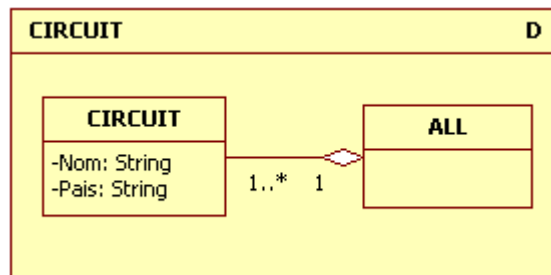 CIRCUIT D
CIRCUIT
-Nom: String
-Pais: String
1..* 1
ALL